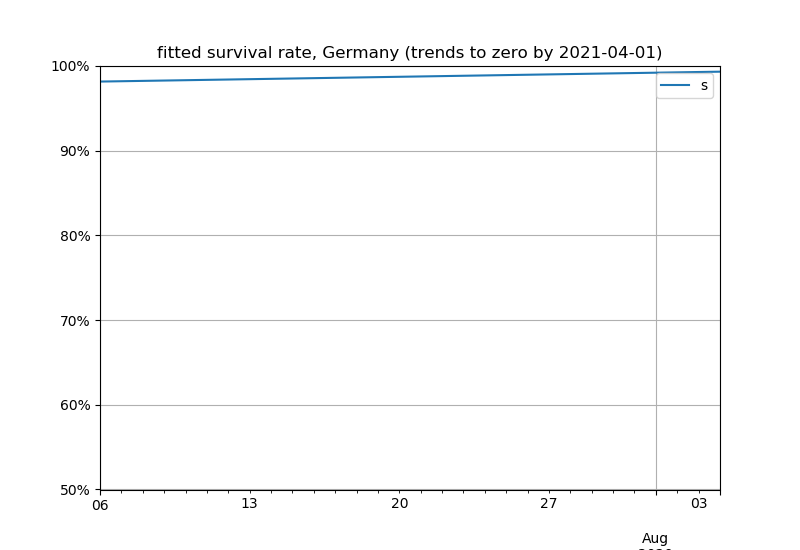 fitted survival rate, Germany (trends to zero by 2021-04-01)
100%
s
90%
80%
70%
60%
50%
06 13 20 27 03
Aug